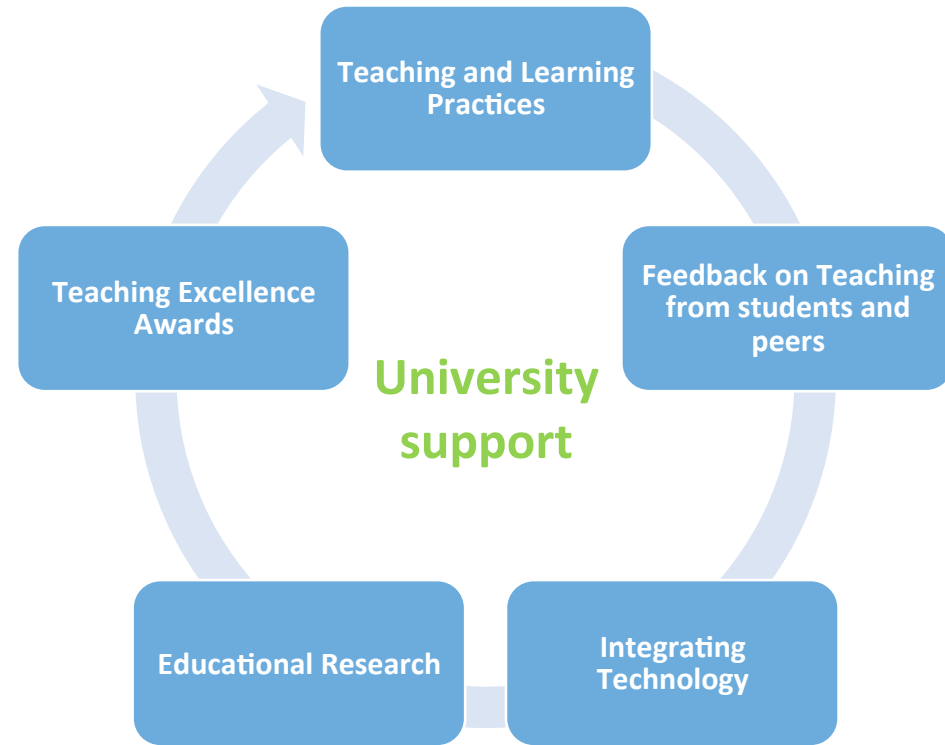 Teaching and Learning
Practices
Feedback on Teaching
from students and
peers
Integrating
Technology
Educational Research
Teaching Excellence
Awards
University
support